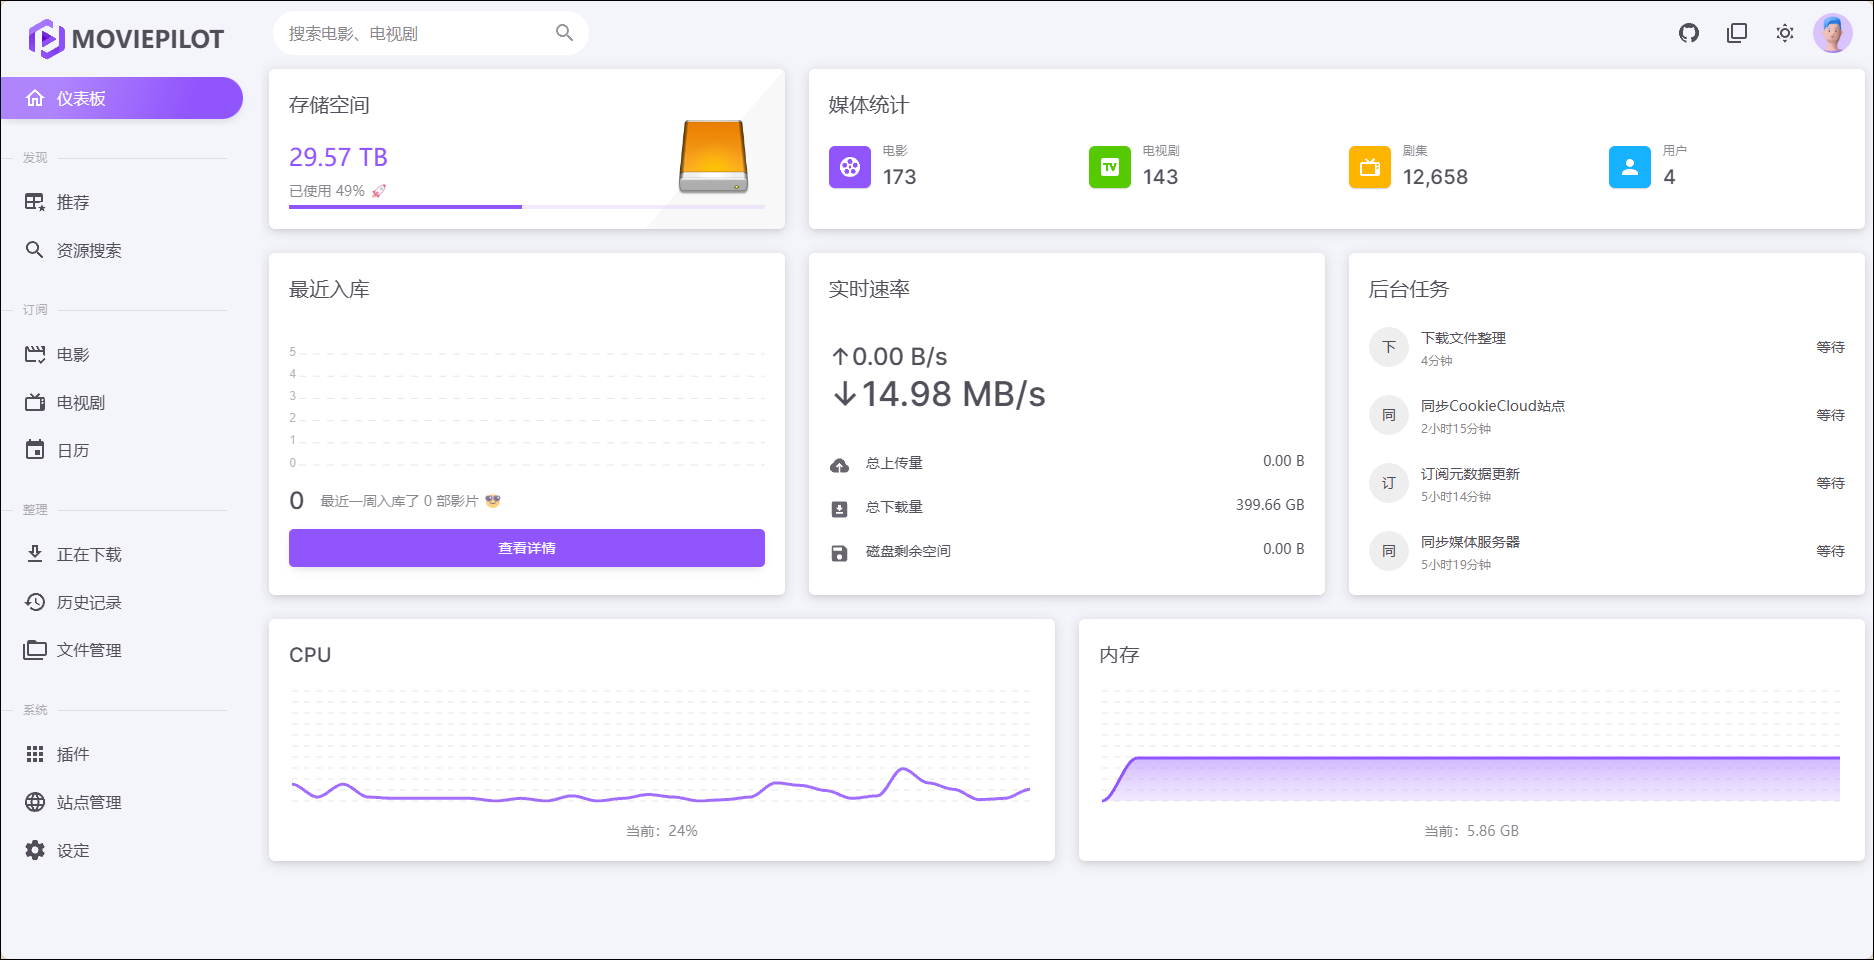 MOVIEPILOT
搜索电影、电视剧
仪表板
发现
推荐
资源搜索
订阅
电影
电视剧
日历
整理
正在下载
历史记录
文件管理
系统
插件
站点管理
设定
存储空间
29.57 TB
已使用 49% 🚀
媒体统计
电影
173
电视剧
143
剧集
12,658
用户
4
最近入库
5
4
3
2
1
0
0 最近一周入库了 0 部影片 😎
查看详情
实时速率
↑0.00 B/s
↓14.98 MB/s
总上传量 0.00 B
总下载量 399.66 GB
磁盘剩余空间 0.00 B
后台任务
下 下载文件整理 等待
4分钟
同 同步CookieCloud站点 等待
2小时15分钟
订 订阅元数据更新 等待
5小时14分钟
同 同步媒体服务器 等待
5小时19分钟
CPU
当前：24%
内存
当前：5.86 GB